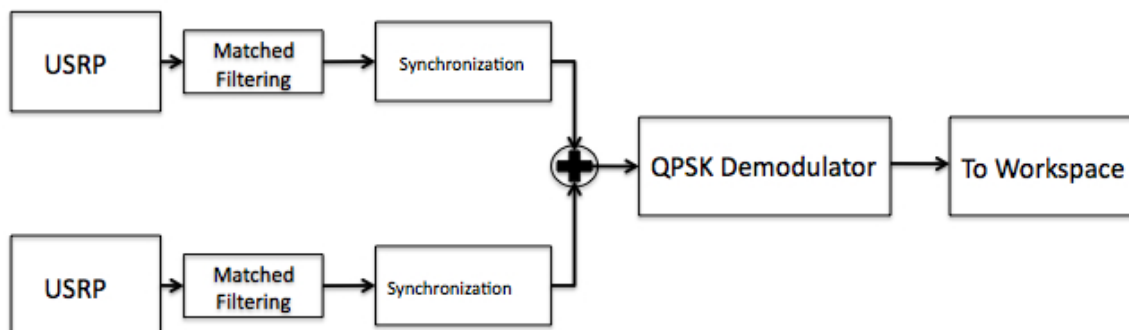 USRP
Matched
Filtering
Synchronization
QPSK Demodulator
To Workspace
USRP
Matched
Filtering
Synchronization